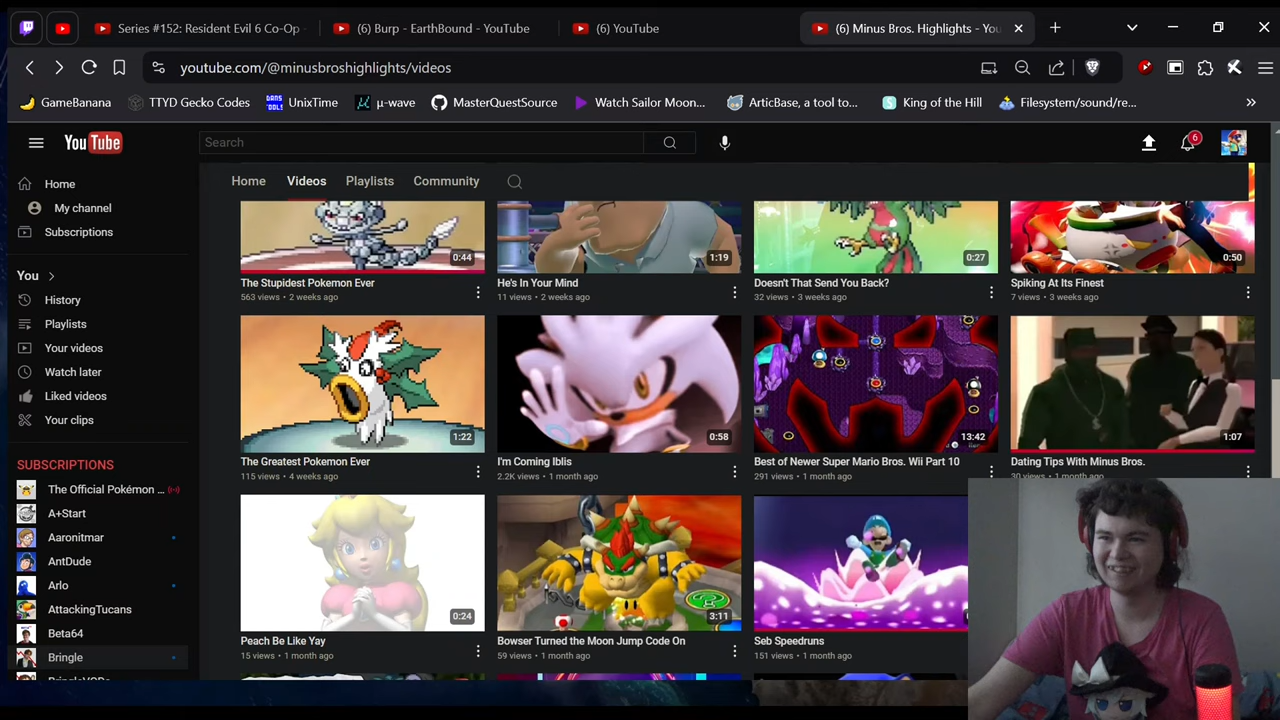 Series #152: Resident Evil 6 Co-Op
(6) Burp - EarthBound - YouTube
(6) YouTube
(6) Minus Bros. Highlights - You
youtube.com/@minusbroshighlights/videos
GameBanana
TTYD Gecko Codes
DANS TOOLS
UnixTime
µ-wave
MasterQuestSource
Watch Sailor Moon...
ArticBase, a tool to...
King of the Hill
Filesystem/sound/re...
YouTube
Search
6
Home
My channel
Subscriptions
You
History
Playlists
Your videos
Watch later
Liked videos
Your clips
SUBSCRIPTIONS
The Official Pokémon ...
A+Start
Aaronitmar
AntDude
Arlo
AttackingTucans
Beta64
Bringle
Home
Videos
Playlists
Community
0:44
The Stupidest Pokemon Ever
563 views • 2 weeks ago
1:19
He's In Your Mind
11 views • 2 weeks ago
0:27
Doesn't That Send You Back?
32 views • 3 weeks ago
0:50
Spiking At Its Finest
7 views • 3 weeks ago
1:22
The Greatest Pokemon Ever
115 views • 4 weeks ago
0:58
I'm Coming Iblis
2.2K views • 1 month ago
13:42
Best of Newer Super Mario Bros. Wii Part 10
291 views • 1 month ago
1:07
Dating Tips With Minus Bros.
30 views • 1 month ago
0:24
Peach Be Like Yay
15 views • 1 month ago
3:11
Bowser Turned the Moon Jump Code On
59 views • 1 month ago
Seb Speedruns
151 views • 1 month ago